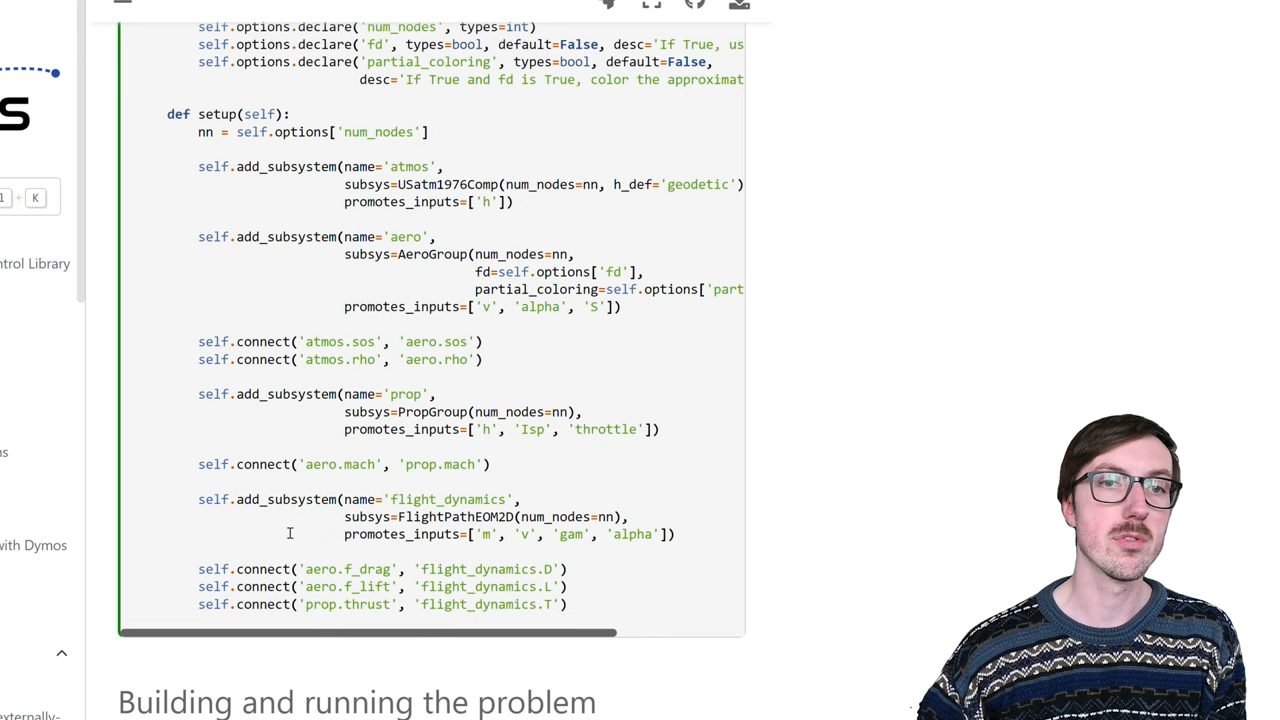 self.options.declare('num_nodes', types=int)
self.options.declare('fd', types=bool, default=False, desc='If True, us
self.options.declare('partial_coloring', types=bool, default=False,
desc='If True and fd is True, color the approximat
def setup(self):
nn = self.options['num_nodes']
self.add_subsystem(name='atmos',
subsys=USatm1976Comp(num_nodes=nn, h_def='geodetic')
promotes_inputs=['h'])
self.add_subsystem(name='aero',
subsys=AeroGroup(num_nodes=nn,
fd=self.options['fd'],
partial_coloring=self.options['part
promotes_inputs=['v', 'alpha', 'S'])
self.connect('atmos.sos', 'aero.sos')
self.connect('atmos.rho', 'aero.rho')
self.add_subsystem(name='prop',
subsys=PropGroup(num_nodes=nn),
promotes_inputs=['h', 'Isp', 'throttle'])
self.connect('aero.mach', 'prop.mach')
self.add_subsystem(name='flight_dynamics',
subsys=FlightPathEOM2D(num_nodes=nn),
promotes_inputs=['m', 'v', 'gam', 'alpha'])
self.connect('aero.f_drag', 'flight_dynamics.D')
self.connect('aero.f_lift', 'flight_dynamics.L')
self.connect('prop.thrust', 'flight_dynamics.T')
Building and running the problem
s
+ K
ntrol Library
ns
with Dymos
externally-